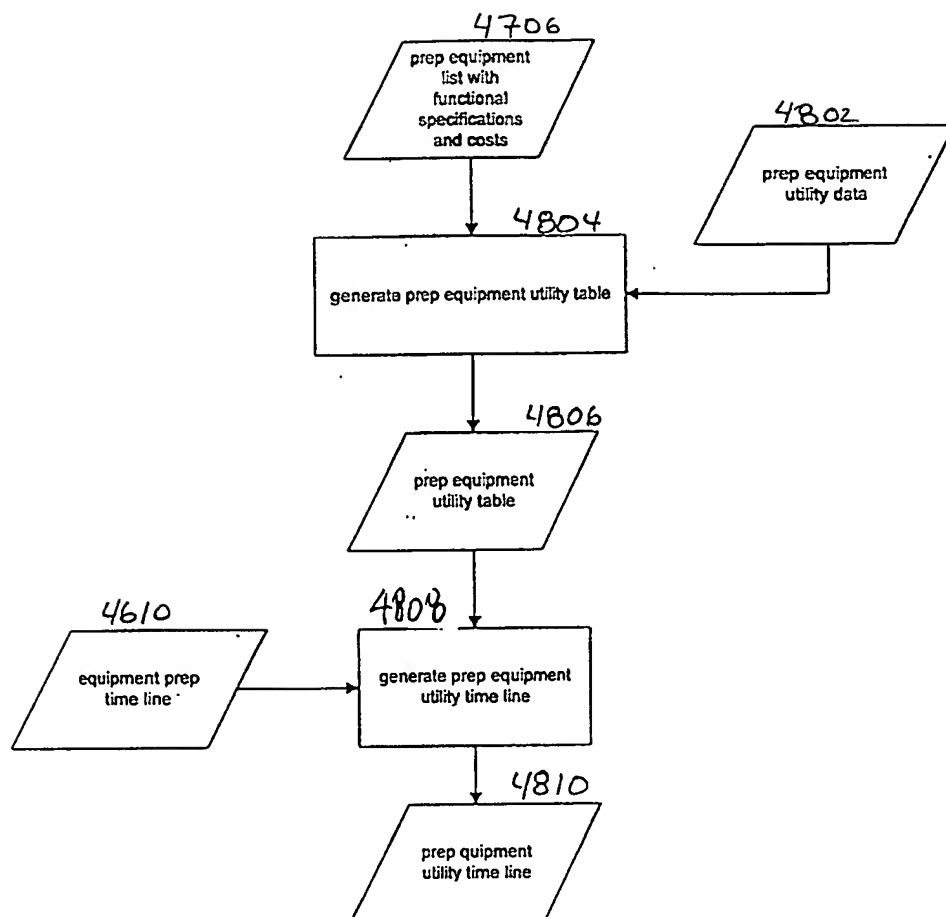 4706
prep equipment
list with
functional
specifications
and costs
4802
prep equipment
utility data
4804
generate prep equipment utility table
4806
prep equipment
utility table
4610
equipment prep
time line
4808
generate prep equipment
utility time line
4810
prep quipment
utility time line